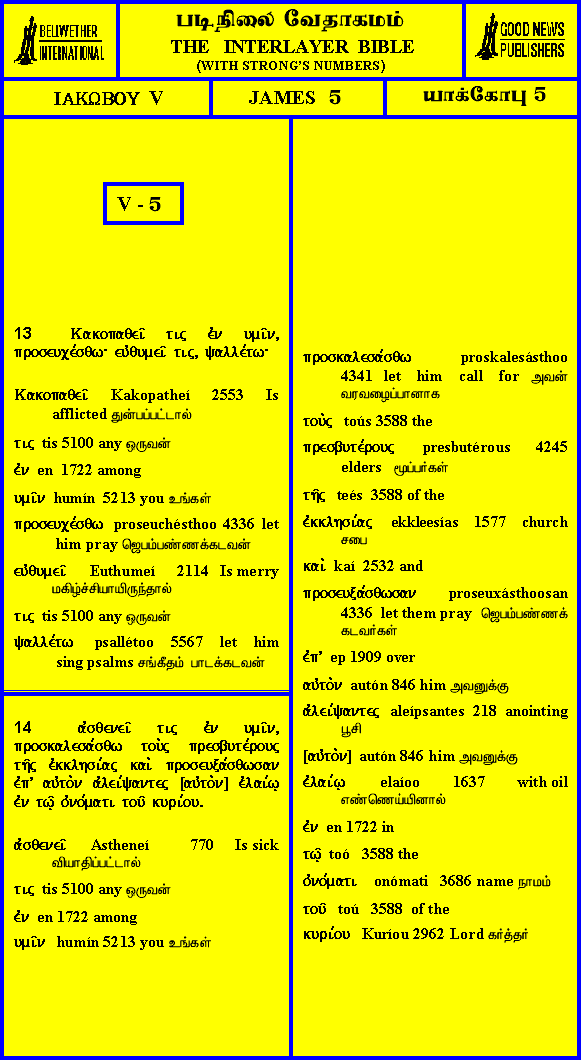 BELLWETHER
INTERNATIONAL
படிநிலை வேதாகமம்
THE INTERLAYER BIBLE
(WITH STRONG'S NUMBERS)
GOOD NEWS
PUBLISHERS
ΙΑΚΩΒΟΥ V
JAMES 5
யாக்கோபு 5
V - 5
13 Κακοπαθεῖ τις ἐν υμῖν,
προσευχέσθω· εὐθυμεῖ τις, ψαλλέτω·
Κακοπαθεῖ Kakopatheí 2553 Is
afflicted துன்பப்பட்டால்
τις tis 5100 any ஒருவன்
ἐν en 1722 among
υμῖν humín 5213 you உங்கள்
προσευχέσθω proseuchésthoo 4336 let
him pray ஜெபம்பண்ணக்கடவன்
εὐθυμεῖ Euthumeí 2114 Is merry
மகிழ்ச்சியாயிருந்தால்
τις tis 5100 any ஒருவன்
ψαλλέτω psallétoo 5567 let him
sing psalms சங்கீதம் பாடக்கடவன்
14 ἀσθενεῖ τις ἐν υμῖν,
προσκαλεσάσθω τοὺς πρεσβυτέρους
τῆς ἐκκλησίας καὶ προσευξάσθωσαν
ἐπ' αὐτὸν ἀλείψαντες [αὐτὸν] ἐλαίῳ
ἐν τῷ ὀνόματι τοῦ κυρίου.
ἀσθενεῖ Astheneí 770 Is sick
வியாதிப்பட்டால்
τις tis 5100 any ஒருவன்
ἐν en 1722 among
υμῖν humín 5213 you உங்கள்
προσκαλεσάσθω proskalesásthoo
4341 let him call for அவன்
வரவழைப்பானாக
τοὺς toús 3588 the
πρεσβυτέρους presbutérous 4245
elders மூப்பர்கள்
τῆς teés 3588 of the
ἐκκλησίας ekkleesías 1577 church
சபை
καὶ kaí 2532 and
προσευξάσθωσαν proseuxásthoosan
4336 let them pray ஜெபம்பண்ணக்
கடவர்கள்
ἐπ' ep 1909 over
αὐτὸν autón 846 him அவனுக்கு
ἀλείψαντες aleípsantes 218 anointing
பூசி
[αὐτὸν] autón 846 him அவனுக்கு
ἐλαίῳ elaíoo 1637 with oil
எண்ணெய்யினால்
ἐν en 1722 in
τῷ toó 3588 the
ὀνόματι onómati 3686 name நாமம்
τοῦ toú 3588 of the
κυρίου Kuríou 2962 Lord கர்த்தர்